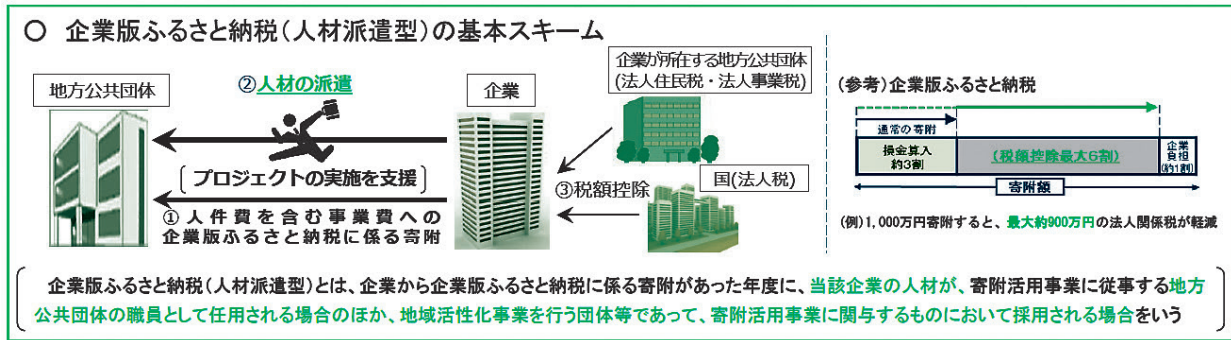 ○ 企業版ふるさと納税(人材派遣型)の基本スキーム
地方公共団体
②人材の派遣
企業
企業が所在する地方公共団体
(法人住民税・法人事業税)
プロジェクトの実施を支援
①人件費を含む事業費への
企業版ふるさと納税に係る寄附
③税額控除
国(法人税)
(参考)企業版ふるさと納税
通常の寄附
損金算入
約3割
(税額控除最大6割)
企業
負担
(約1割)
寄附額
(例)1,000万円寄附すると、最大約900万円の法人関係税が軽減
企業版ふるさと納税(人材派遣型)とは、企業から企業版ふるさと納税に係る寄附があった年度に、当該企業の人材が、寄附活用事業に従事する地方
公共団体の職員として任用される場合のほか、地域活性化事業を行う団体等であって、寄附活用事業に関与するものにおいて採用される場合をいう